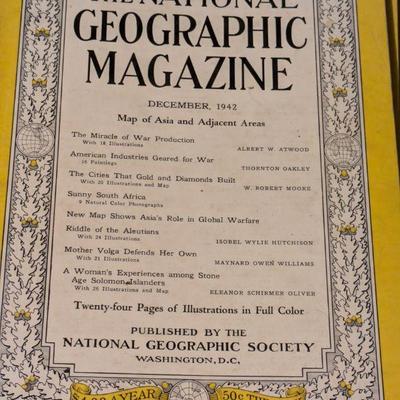 THE NATIONAL
GEOGRAPHIC
MAGAZINE
DECEMBER, 1942
Map of Asia and Adjacent Areas
The Miracle of War Production
With 18 Illustrations ALBERT W. ATWOOD
American Industries Geared for War
16 Paintings THORNTON OAKLEY
The Cities That Gold and Diamonds Built
With 20 Illustrations and Map W. ROBERT MOORE
Sunny South Africa
9 Natural Color Photographs
New Map Shows Asia's Role in Global Warfare
Riddle of the Aleutians
With 24 Illustrations ISOBEL WYLIE HUTCHISON
Mother Volga Defends Her Own
With 21 Illustrations MAYNARD OWEN WILLIAMS
A Woman's Experiences among Stone
Age Solomon Islanders
With 26 Illustrations and Map ELEANOR SCHIRMER OLIVER
Twenty-four Pages of Illustrations in Full Color
PUBLISHED BY THE
NATIONAL GEOGRAPHIC SOCIETY
WASHINGTON, D.C.
A YEAR 50c